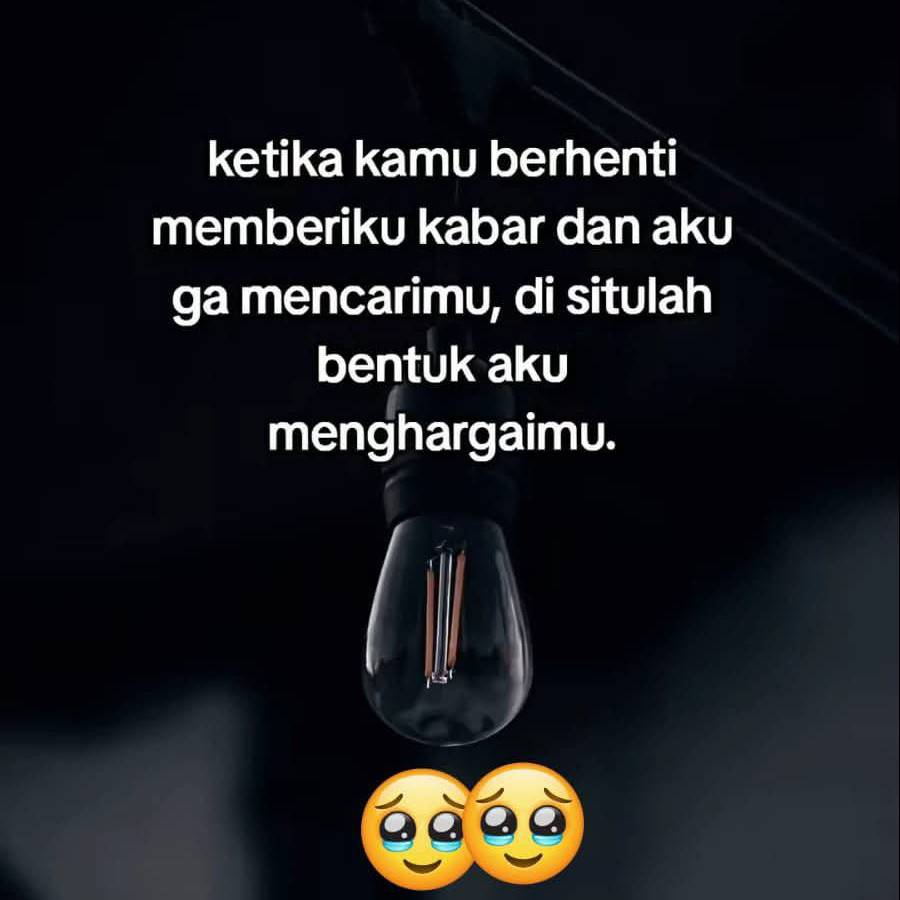 ketika kamu berhenti
memberiku kabar dan aku
ga mencarimu, di situlah
bentuk aku
menghargaimu.